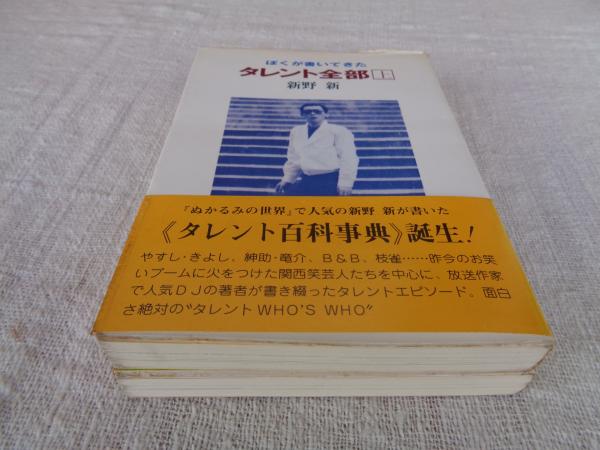 ぼくが書いてきた
タレント全部上
新野 新
『ぬかるみの世界』で人気の新野 新が書いた
《タレント百科事典》誕生!
やすし・きよし、紳助・竜介、B&B、枝雀……昨今のお笑
いブームに火をつけた関西笑芸人たちを中心に、放送作家
で人気DJの著者が書き綴ったタレントエピソード。面白
さ絶対の〝タレントWHO'S WHO〟